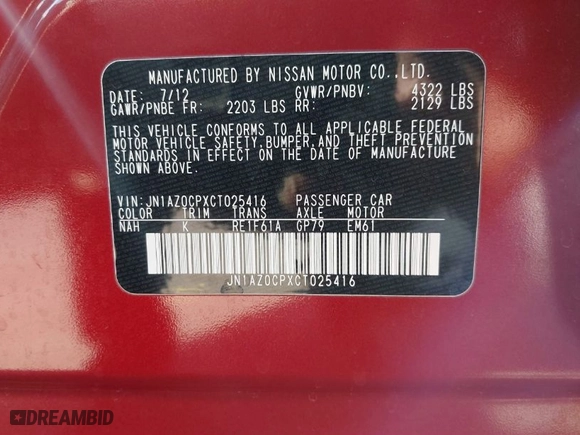 MANUFACTURED BY NISSAN MOTOR CO.,LTD.
DATE: 7/12 GVWR/PNBV: 4322 LBS
GAWR/PNBE FR: 2203 LBS RR: 2129 LBS
THIS VEHICLE CONFORMS TO ALL APPLICABLE FEDERAL
MOTOR VEHICLE SAFETY,BUMPER,AND THEFT PREVENTION
STANDARDS IN EFFECT ON THE DATE OF MANUFACTURE
SHOWN ABOVE.
VIN:JN1AZ0CPXCT025416 PASSENGER CAR
COLOR TRIM TRANS AXLE MOTOR
NAH K RE1F61A GP79 EM61
JN1AZ0CPXCT025416
DREAMBID